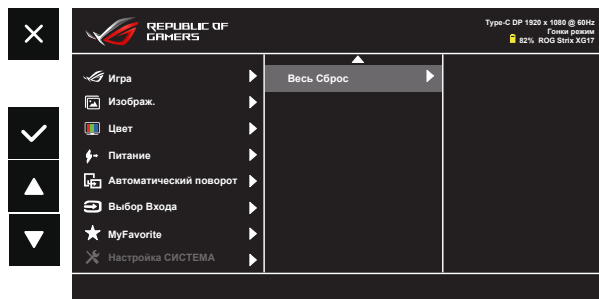 REPUBLIC OF
GAMERS
Type-C DP 1920 x 1080 @ 60Hz
Гонки режим
82% ROG Strix XG17
Игра
Весь Сброс
Изображ.
Цвет
Питание
Автоматический поворот
Выбор Входа
MyFavorite
Настройка СИСТЕМА